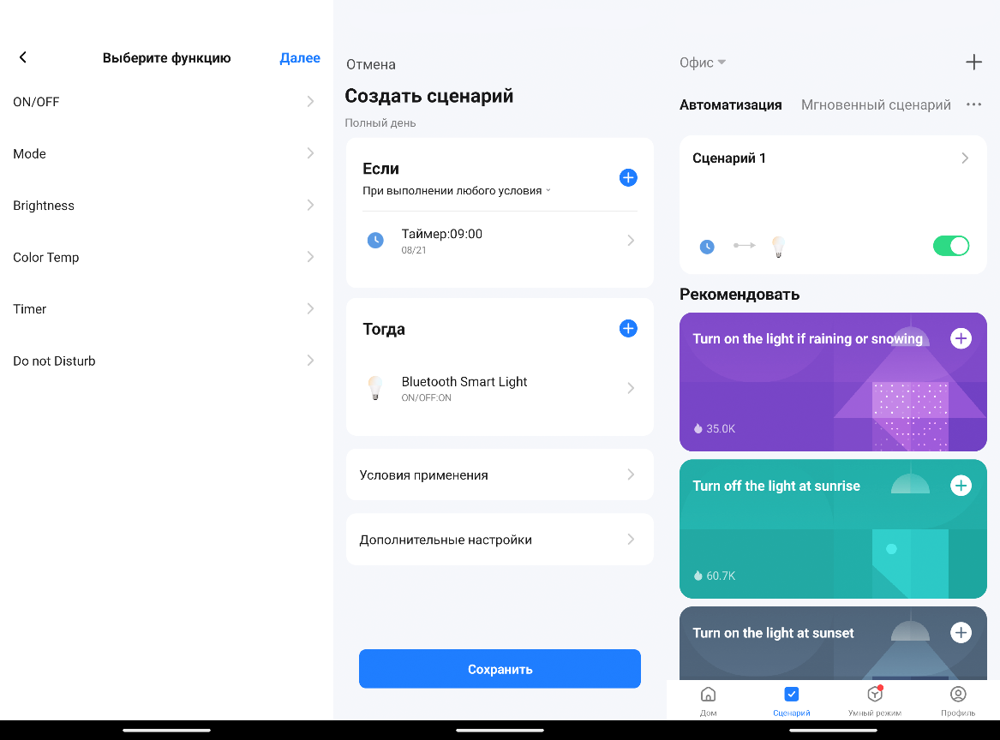 Выберите функцию
Далее
ON/OFF
Mode
Brightness
Color Temp
Timer
Do not Disturb
Отмена
Создать сценарий
Полный день
Если
При выполнении любого условия
Таймер:09:00
08/21
Тогда
Bluetooth Smart Light
ON/OFF:ON
Условия применения
Дополнительные настройки
Сохранить
Офис
Автоматизация
Мгновенный сценарий
Сценарий 1
Рекомендовать
Turn on the light if raining or snowing
35.0K
Turn off the light at sunrise
60.7K
Turn on the light at sunset
Дом
Сценарий
Умный режим
Профиль